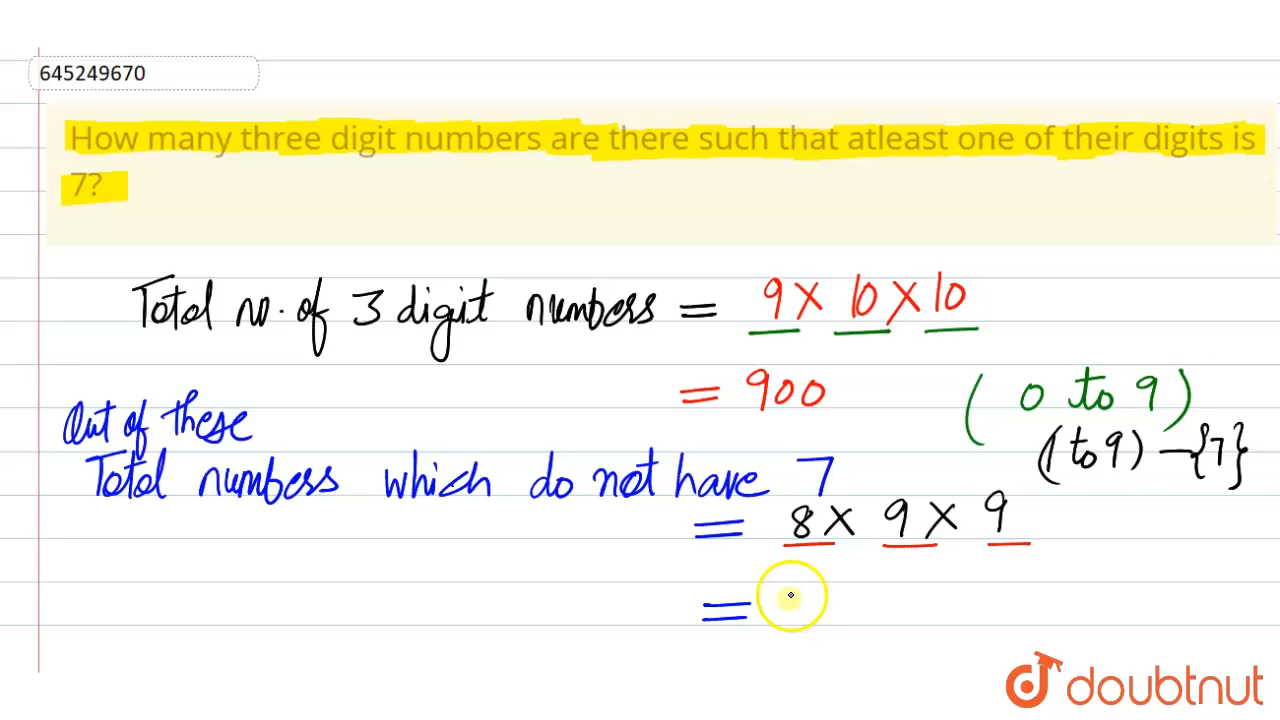 645249670
How many three digit numbers are there such that atleast one of their digits is
7?
Total no. of 3 digit numbers = 9 × 10 × 10
= 900
(0 to 9)
Out of these
(1 to 9) - {7}
Total numbers which do not have 7
= 8 × 9 × 9
=
doubtnut